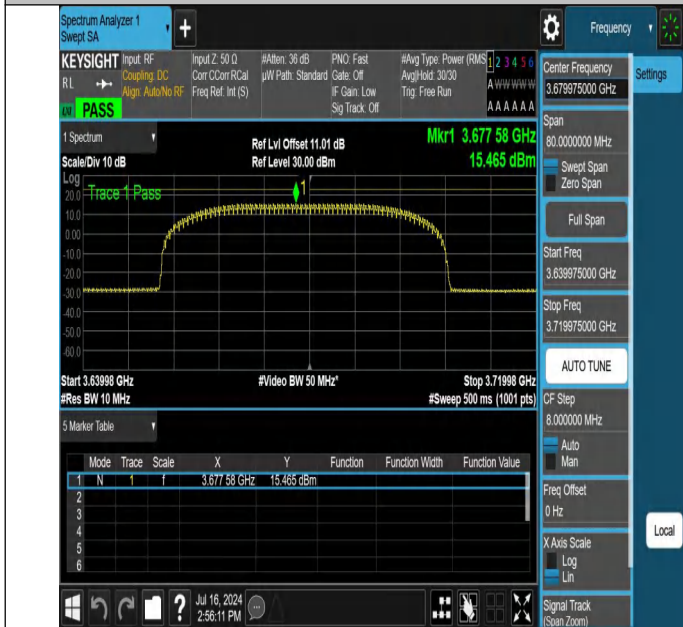 Spectrum Analyzer 1
Swept SA
+
Frequency
KEYSIGHT
RL
PASS
Input: RF
Coupling: DC
Align: Auto/No RF
Input Z: 50 Ω
Corr CCorr RCal
Freq Ref: Int (S)
#Atten: 36 dB
µW Path: Standard
PNO: Fast
Gate: Off
IF Gain: Low
Sig Track: Off
#Avg Type: Power (RMS
Avg|Hold: 30/30
Trig: Free Run
1 2 3 4 5 6
A W W W W W
A A A A A A
1 Spectrum
Scale/Div 10 dB
Ref Lvl Offset 11.01 dB
Ref Level 30.00 dBm
Mkr1 3.677 58 GHz
15.465 dBm
Log
Trace 1 Pass
1
20.0
10.0
0.00
-10.0
-20.0
-30.0
-40.0
-50.0
-60.0
Start 3.63998 GHz
#Res BW 10 MHz
#Video BW 50 MHz*
Stop 3.71998 GHz
#Sweep 500 ms (1001 pts)
5 Marker Table
Mode Trace Scale X Y Function Function Width Function Value
1 N 1 f 3.677 58 GHz 15.465 dBm
2
3
4
5
6
Center Frequency
3.679975000 GHz
Settings
Span
80.0000000 MHz
Swept Span
Zero Span
Full Span
Start Freq
3.639975000 GHz
Stop Freq
3.719975000 GHz
AUTO TUNE
CF Step
8.000000 MHz
Auto
Man
Freq Offset
0 Hz
X Axis Scale
Log
Lin
Signal Track
(Span Zoom)
Local
?
Jul 16, 2024
2:56:11 PM